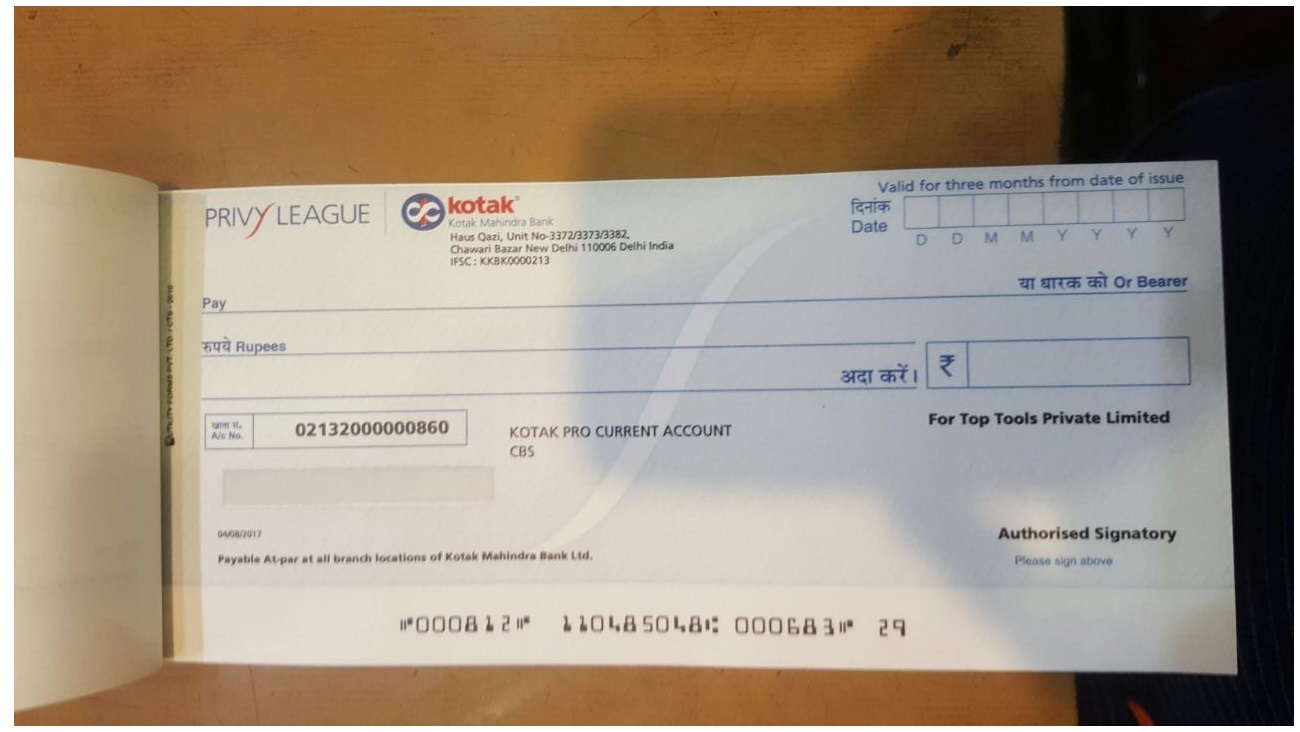 Valid for three months from date of issue
PRIVY LEAGUE
kotak
Kotak Mahindra Bank
Haus Qazi, Unit No-3372/3373/3382,
Chawari Bazar New Delhi 110006 Delhi India
IFSC : KKBK0000213
दिनांक
Date
D D M M Y Y Y Y
Pay
या धारक को Or Bearer
रुपये Rupees
अदा करें। ₹
खाता सं.
A/c No. 02132000000860
KOTAK PRO CURRENT ACCOUNT
CBS
For Top Tools Private Limited
04/08/2017
Payable At-par at all branch locations of Kotak Mahindra Bank Ltd.
Authorised Signatory
Please sign above
⑈000812⑈ 110485048⑆ 000683⑈ 29
UTILITY FORMS PVT. LTD. / CTS - 2010